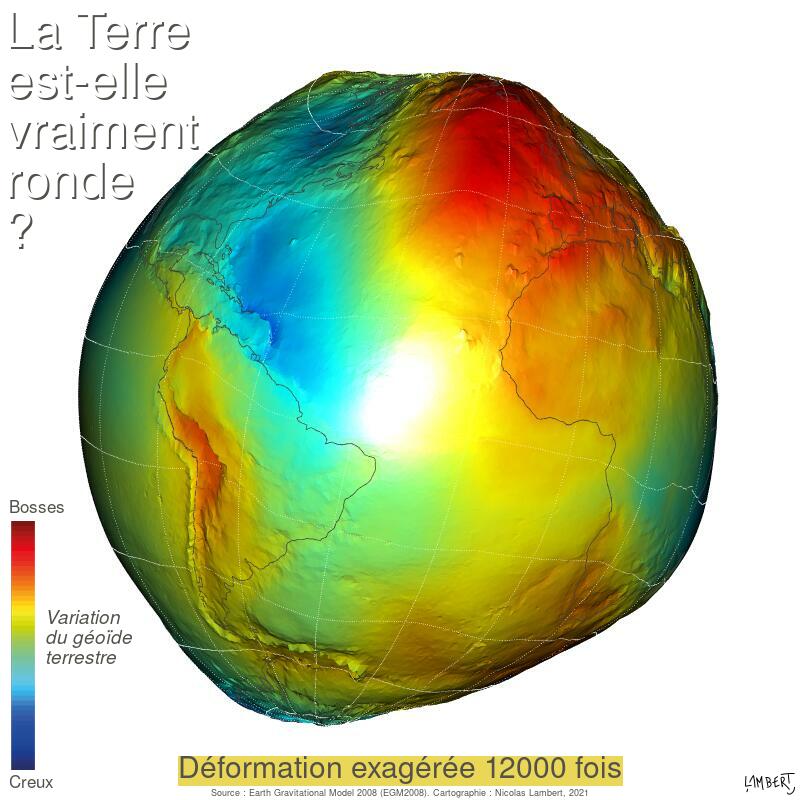 La Terre
est-elle
vraiment
ronde
?
Bosses
Variation
du géoïde
terrestre
Creux
Déformation exagérée 12000 fois
Source : Earth Gravitational Model 2008 (EGM2008). Cartographie : Nicolas Lambert, 2021
LAMBERT